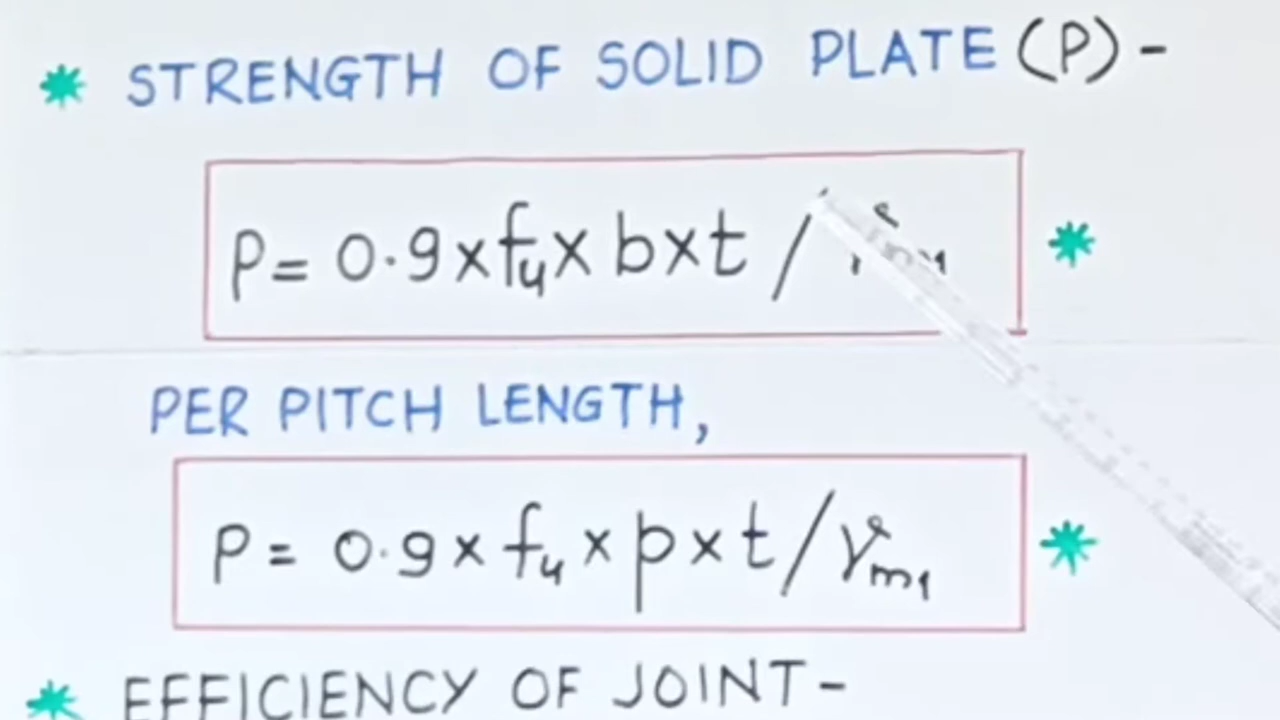 * STRENGTH OF SOLID PLATE (P) -
P = 0.9 x fu x b x t /
PER PITCH LENGTH,
P = 0.9 x fu x p x t / γm1
* EFFICIENCY OF JOINT -